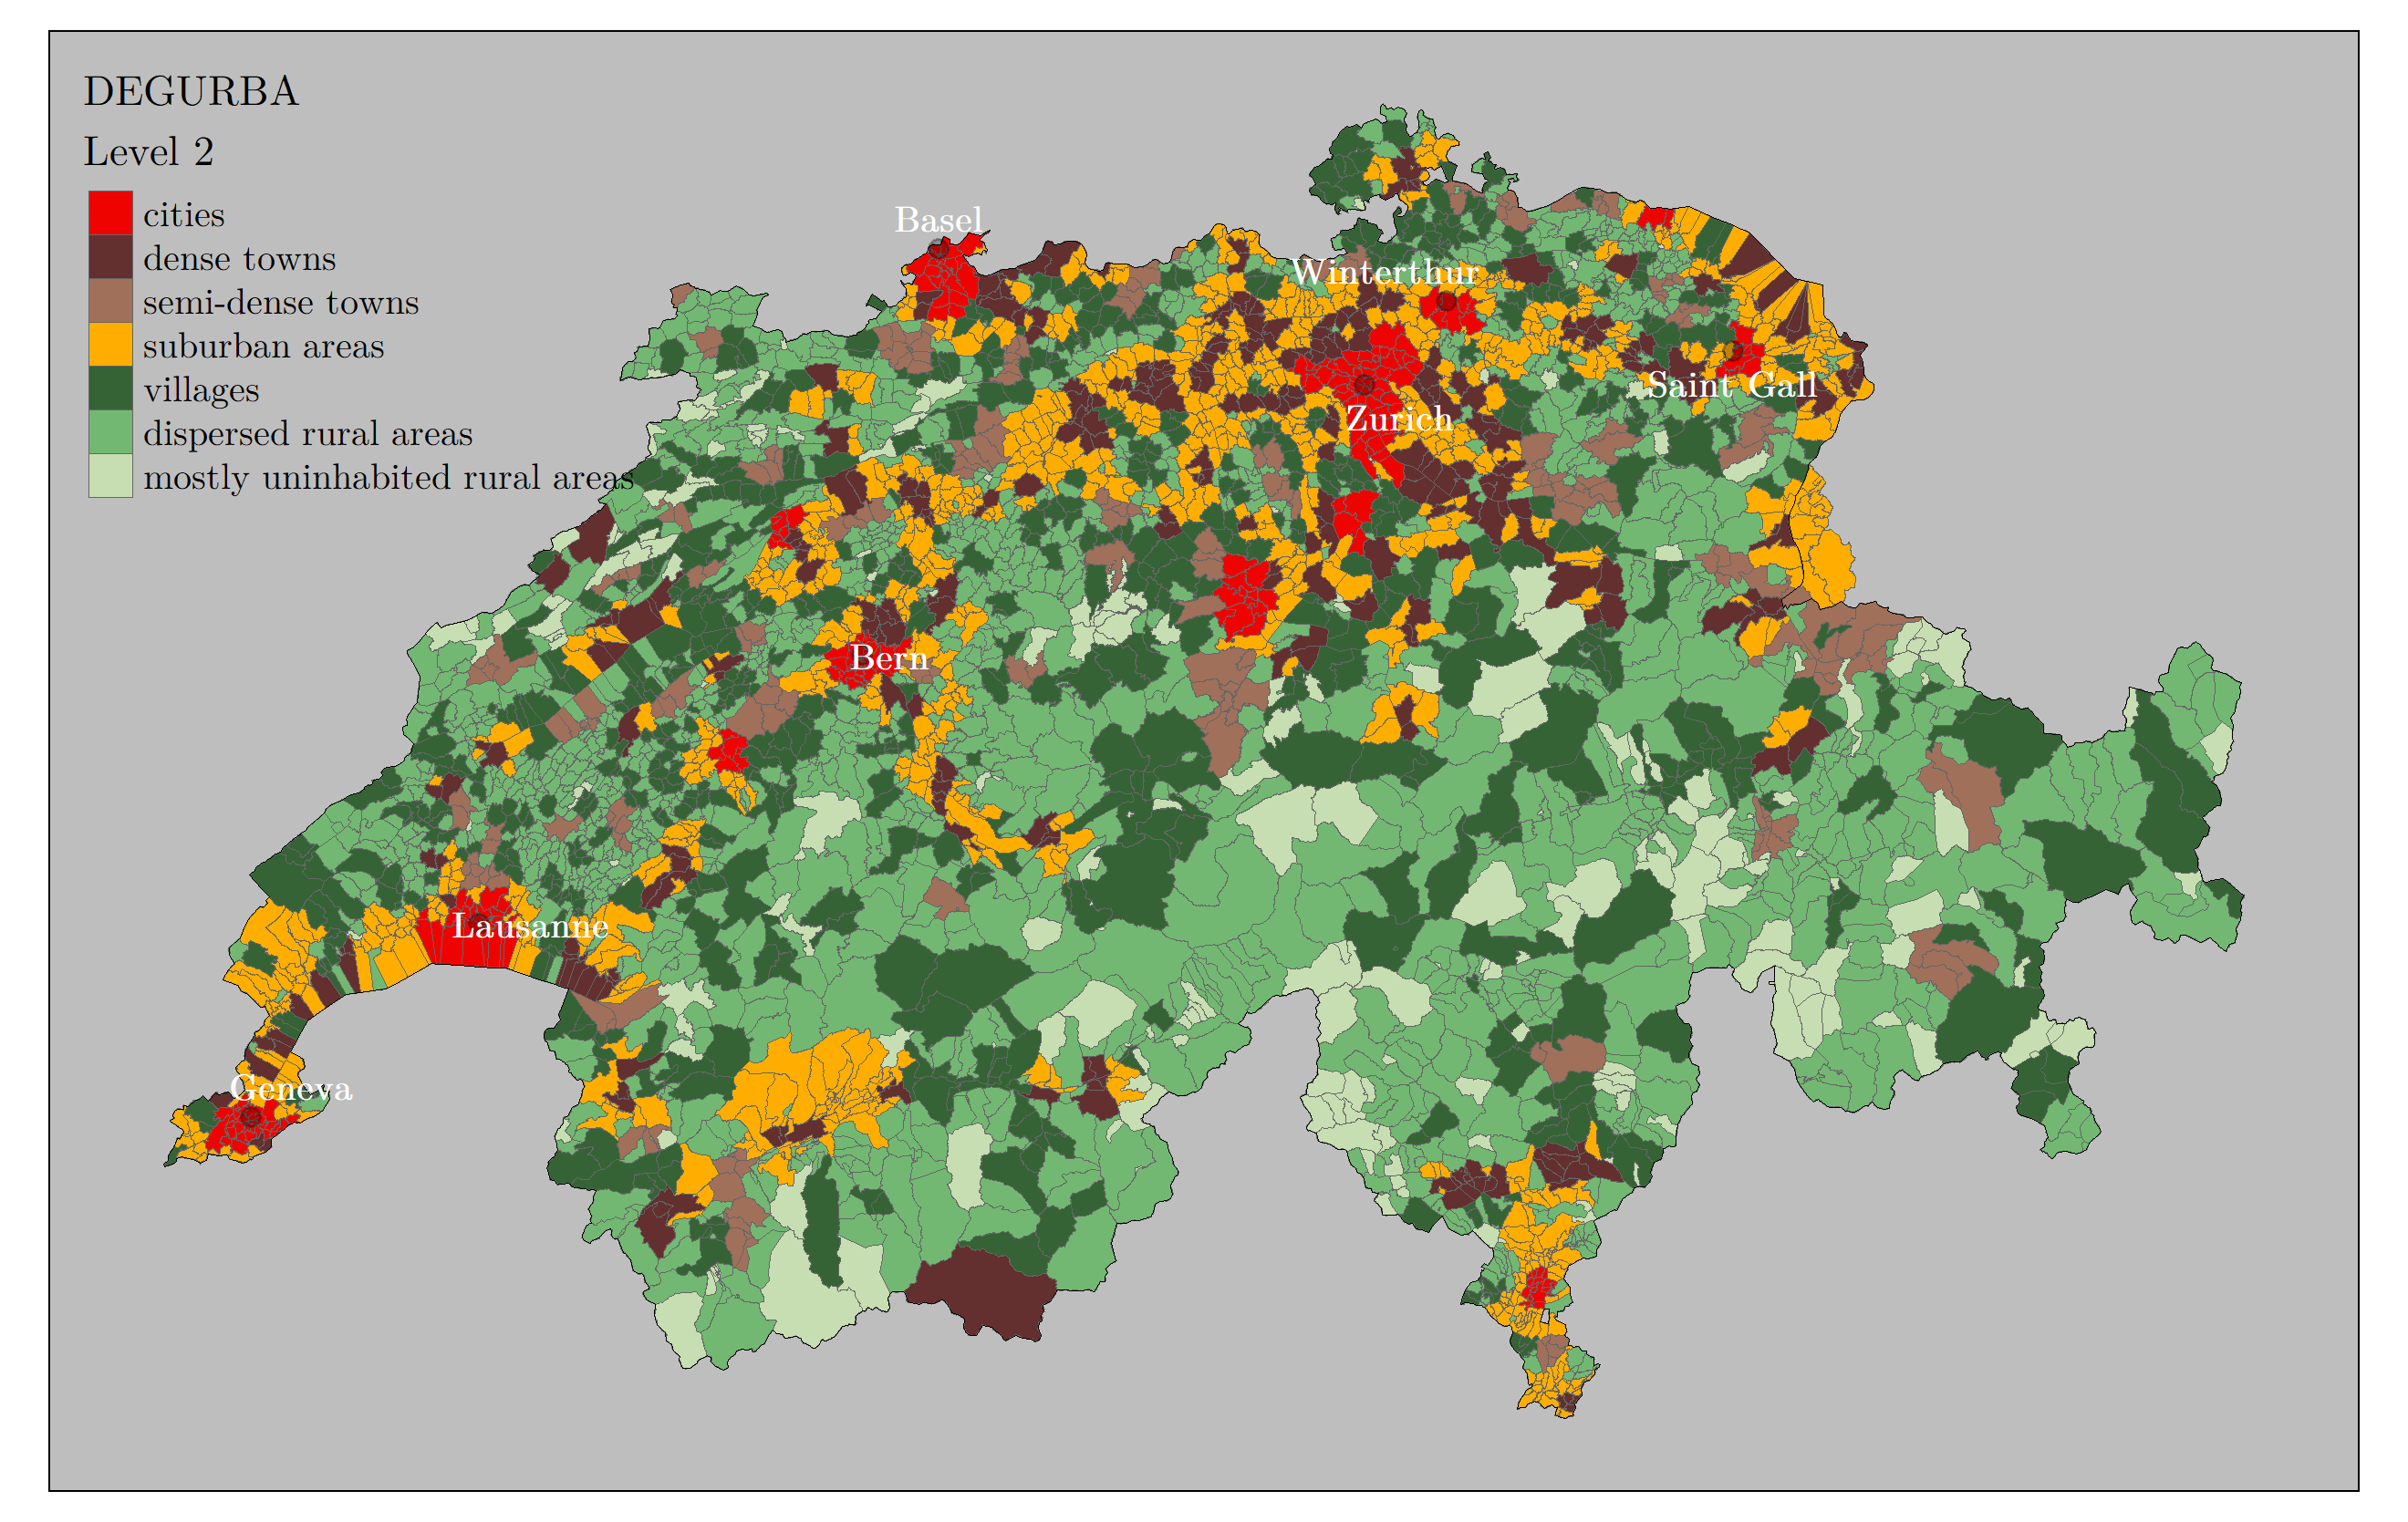 DEGURBA
Level 2
cities
dense towns
semi-dense towns
suburban areas
villages
dispersed rural areas
mostly uninhabited rural areas
Basel
Winterthur
Saint Gall
Zurich
Bern
Lausanne
Geneva